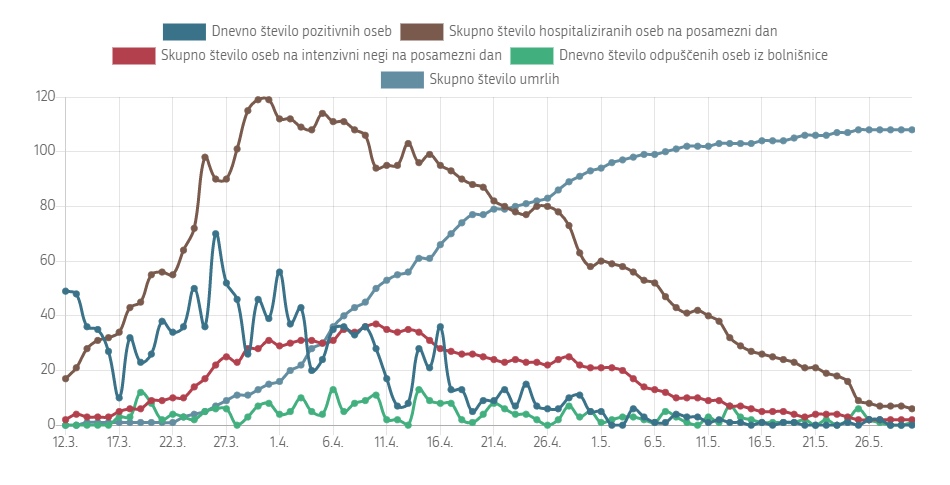 Dnevno število pozitivnih oseb Skupno število hospitaliziranih oseb na posamezni dan
Skupno število oseb na intenzivni negi na posamezni dan Dnevno število odpuščenih oseb iz bolnišnice
Skupno število umrlih
120
100
80
60
40
20
0
12.3. 17.3. 22.3. 27.3. 1.4. 6.4. 11.4. 16.4. 21.4. 26.4. 1.5. 6.5. 11.5. 16.5. 21.5. 26.5.